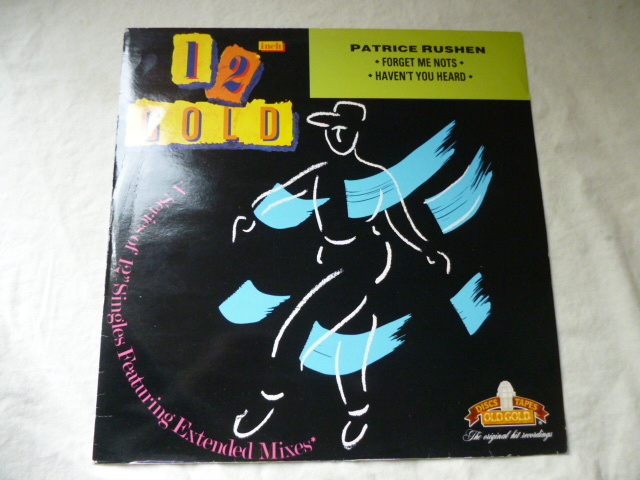 12 inch
GOLD
PATRICE RUSHEN
• FORGET ME NOTS •
• HAVEN'T YOU HEARD •
A Series of 12" Singles Featuring Extended Mixes*
DISCS TAPES
OLD GOLD
The original hit recordings